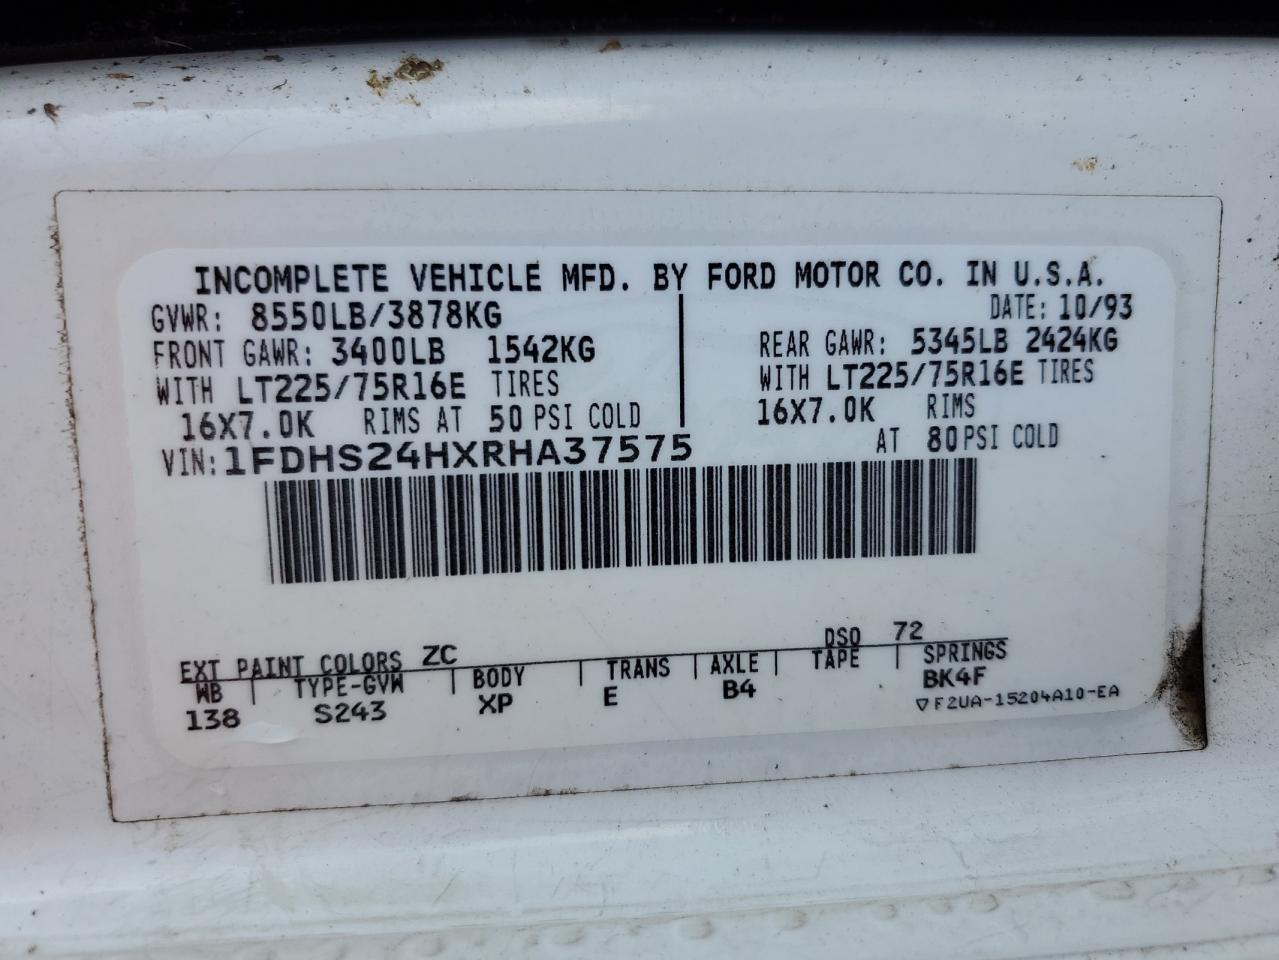 INCOMPLETE VEHICLE MFD. BY FORD MOTOR CO. IN U.S.A.
GVWR: 8550LB/3878KG
DATE: 10/93
FRONT GAWR: 3400LB 1542KG
WITH LT225/75R16E TIRES
16X7.0K RIMS AT 50 PSI COLD
REAR GAWR: 5345LB 2424KG
WITH LT225/75R16E TIRES
16X7.0K RIMS
AT 80 PSI COLD
VIN: 1FDHS24HXRHA37575
EXT PAINT COLORS ZC DSO 72
WB TYPE-GVW BODY TRANS AXLE TAPE SPRINGS
138 S243 XP E B4 BK4F
▽F2UA-15204A10-EA